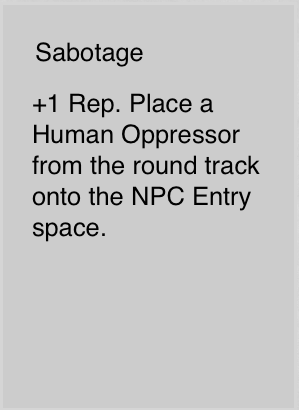 Sabotage
+1 Rep. Place a
Human Oppressor
from the round track
onto the NPC Entry
space.